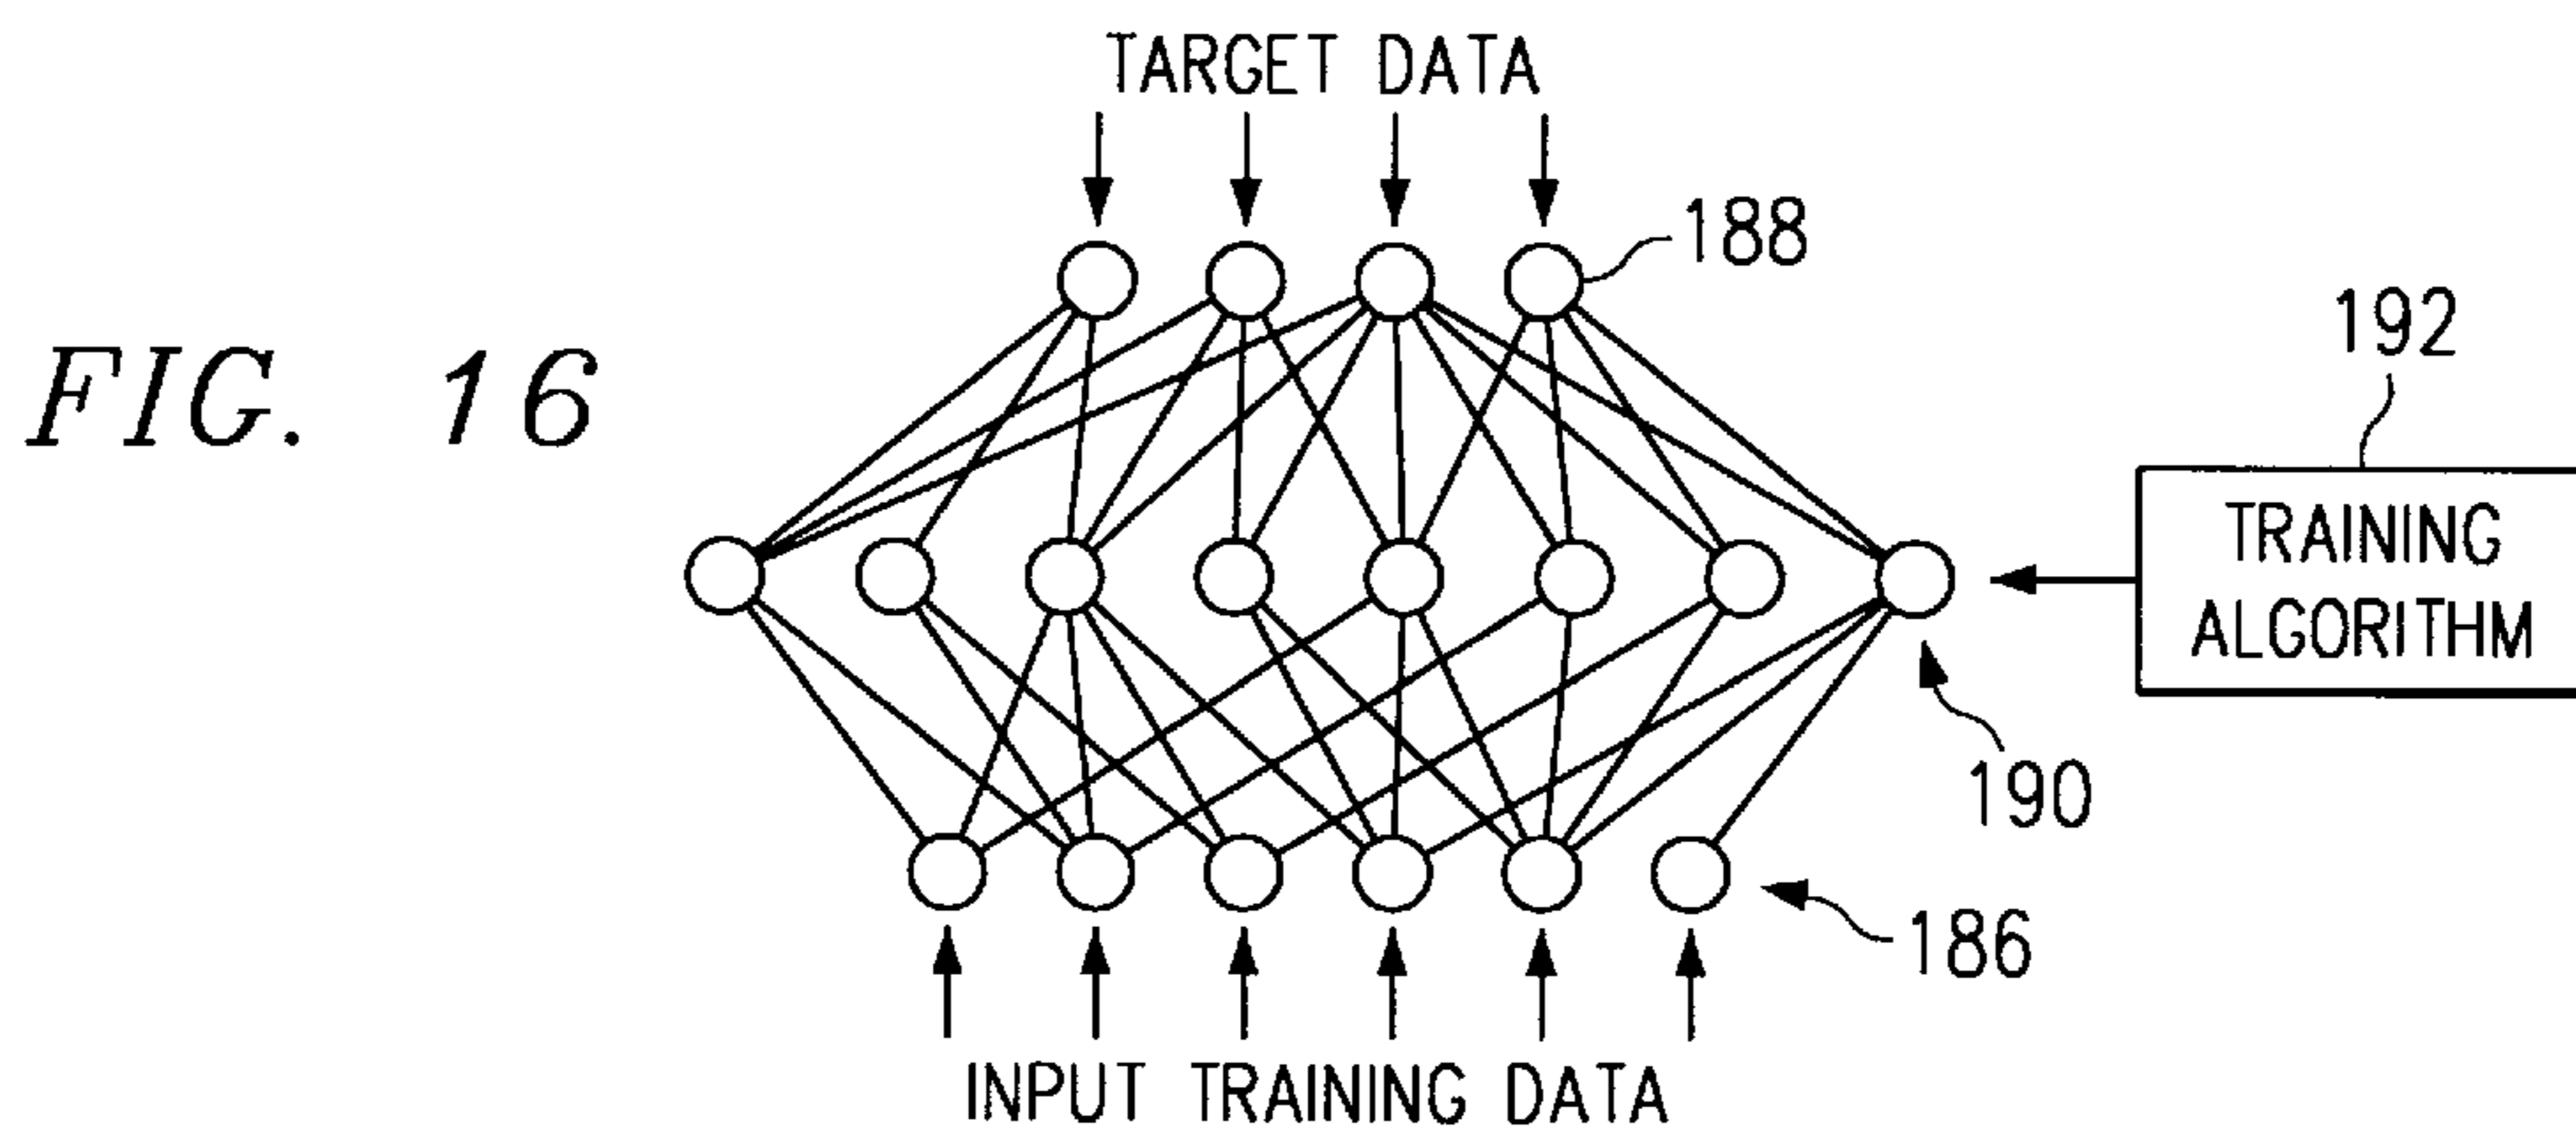 TARGET DATA
188
192
FIG. 16
TRAINING
ALGORITHM
190
186
INPUT TRAINING DATA